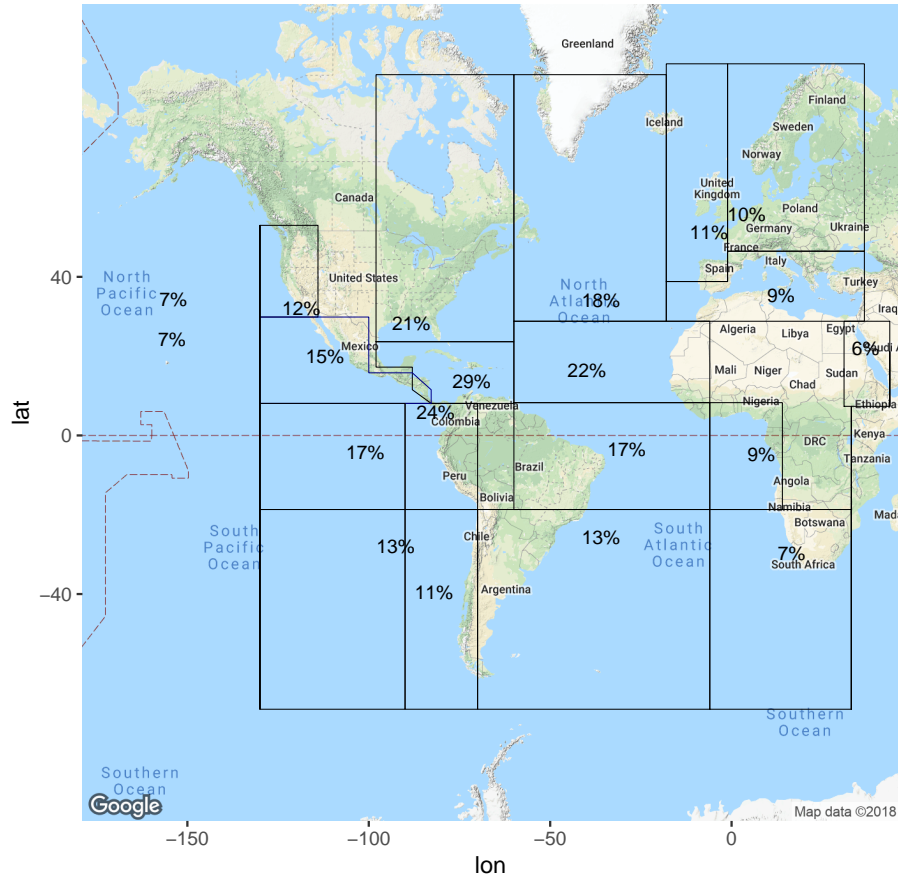 Greenland
Finland
Iceland
Sweden
Norway
United
Kingdom
Canada
10%
Poland
11%
Germany
Ukraine
France
40
North
Pacific
Ocean
7%
United States
North
Atlantic
Ocean
18%
Spain
Italy
Turkey
9%
Iraq
12%
21%
7%
Mexico
15%
Algeria
Libya
Egypt
6%
Saudi A
29%
22%
Mali
Niger
Chad
Sudan
24%
Venezuela
Colombia
Nigeria
Ethiopia
0
17%
Peru
Brazil
17%
9%
DRC
Kenya
Tanzania
Bolivia
Angola
Namibia
Botswana
Mada
South
Pacific
Ocean
13%
Chile
13%
South
Atlantic
Ocean
7%
South Africa
−40
11%
Argentina
Southern
Ocean
Southern
Ocean
Google
Map data ©2018
−150
−100
−50
0
lon
lat